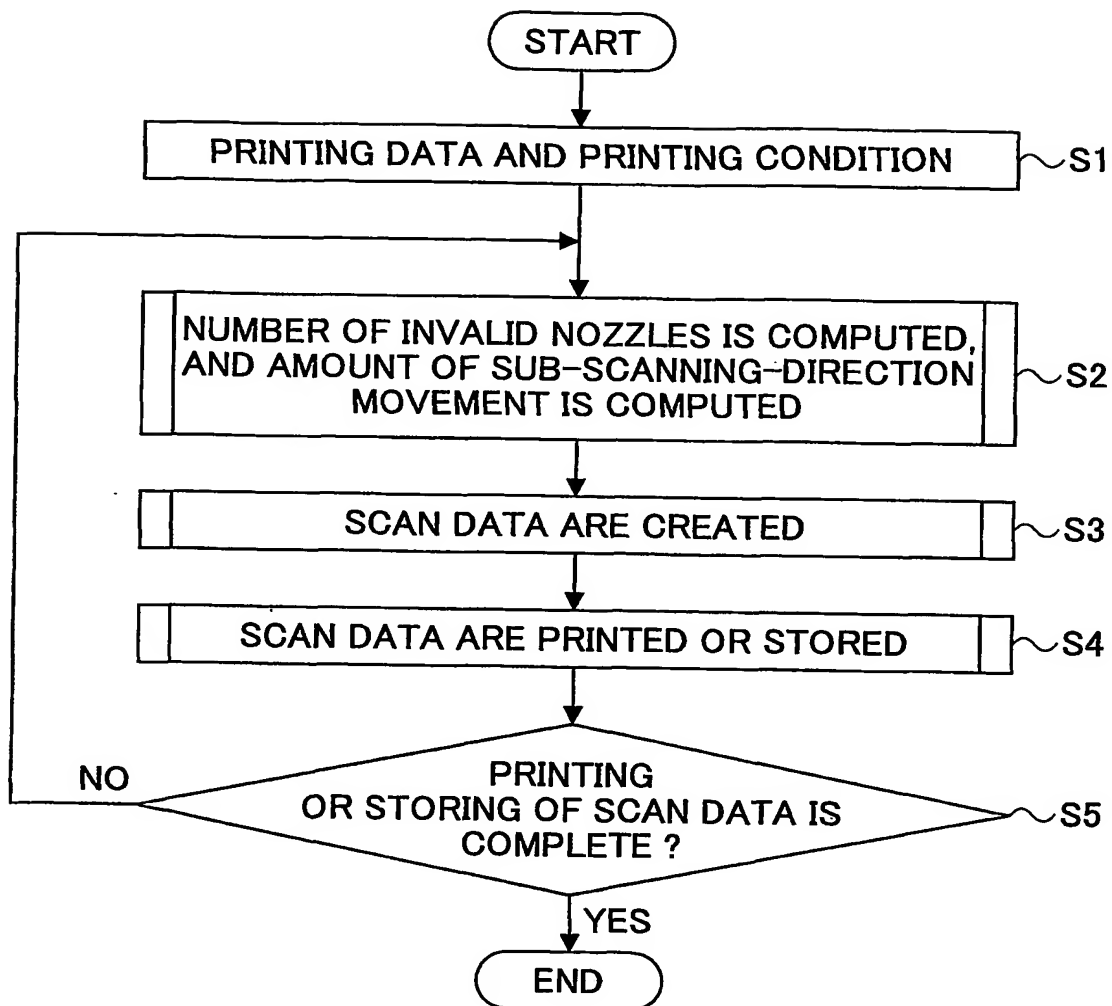 START
PRINTING DATA AND PRINTING CONDITION
S1
NUMBER OF INVALID NOZZLES IS COMPUTED,
AND AMOUNT OF SUB-SCANNING-DIRECTION
MOVEMENT IS COMPUTED
S2
SCAN DATA ARE CREATED
S3
SCAN DATA ARE PRINTED OR STORED
S4
NO
PRINTING
OR STORING OF SCAN DATA IS
COMPLETE ?
S5
YES
END